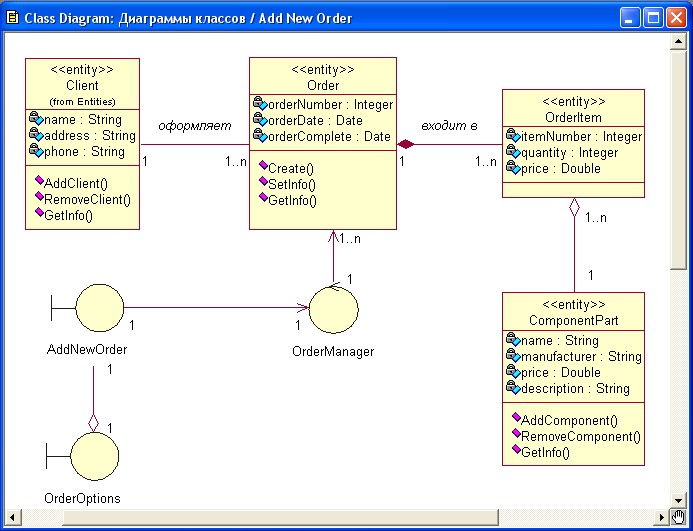 Class Diagram: Диаграммы классов / Add New Order
<<entity>>
Client
(from Entities)
name : String
address : String
phone : String
AddClient()
RemoveClient()
GetInfo()
оформляет
1
1..n
<<entity>>
Order
orderNumber : Integer
orderDate : Date
orderComplete : Date
Create()
SetInfo()
GetInfo()
входит в
1
1..n
<<entity>>
OrderItem
itemNumber : Integer
quantity : Integer
price : Double
1..n
1
1..n
1
<<entity>>
ComponentPart
name : String
manufacturer : String
price : Double
description : String
AddComponent()
RemoveComponent()
GetInfo()
1
1
AddNewOrder
OrderManager
1
1
OrderOptions